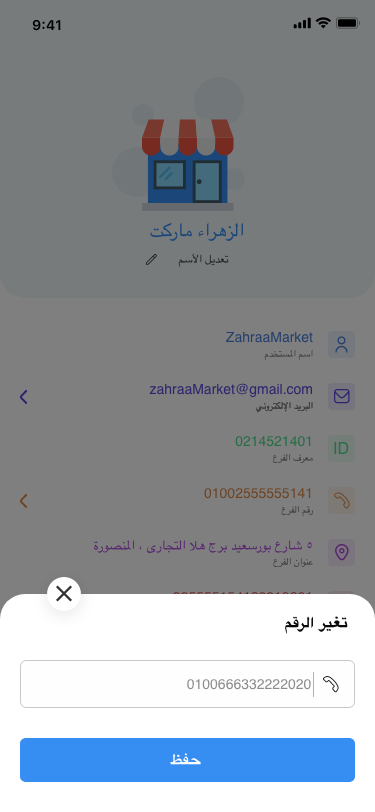 9:41
الزهراء ماركت
تعديل الأسم
ZahraaMarket
اسم المستخدم
zahraaMarket@gmail.com
البريد الإلكتروني
0214521401
ID
معرف الفرع
01002555555141
رقم الفرع
٥ شارع بورسعيد برج هلا التجارى ، المنصورة
عنوان الفرع
تغير الرقم
0100666332222020
حفظ